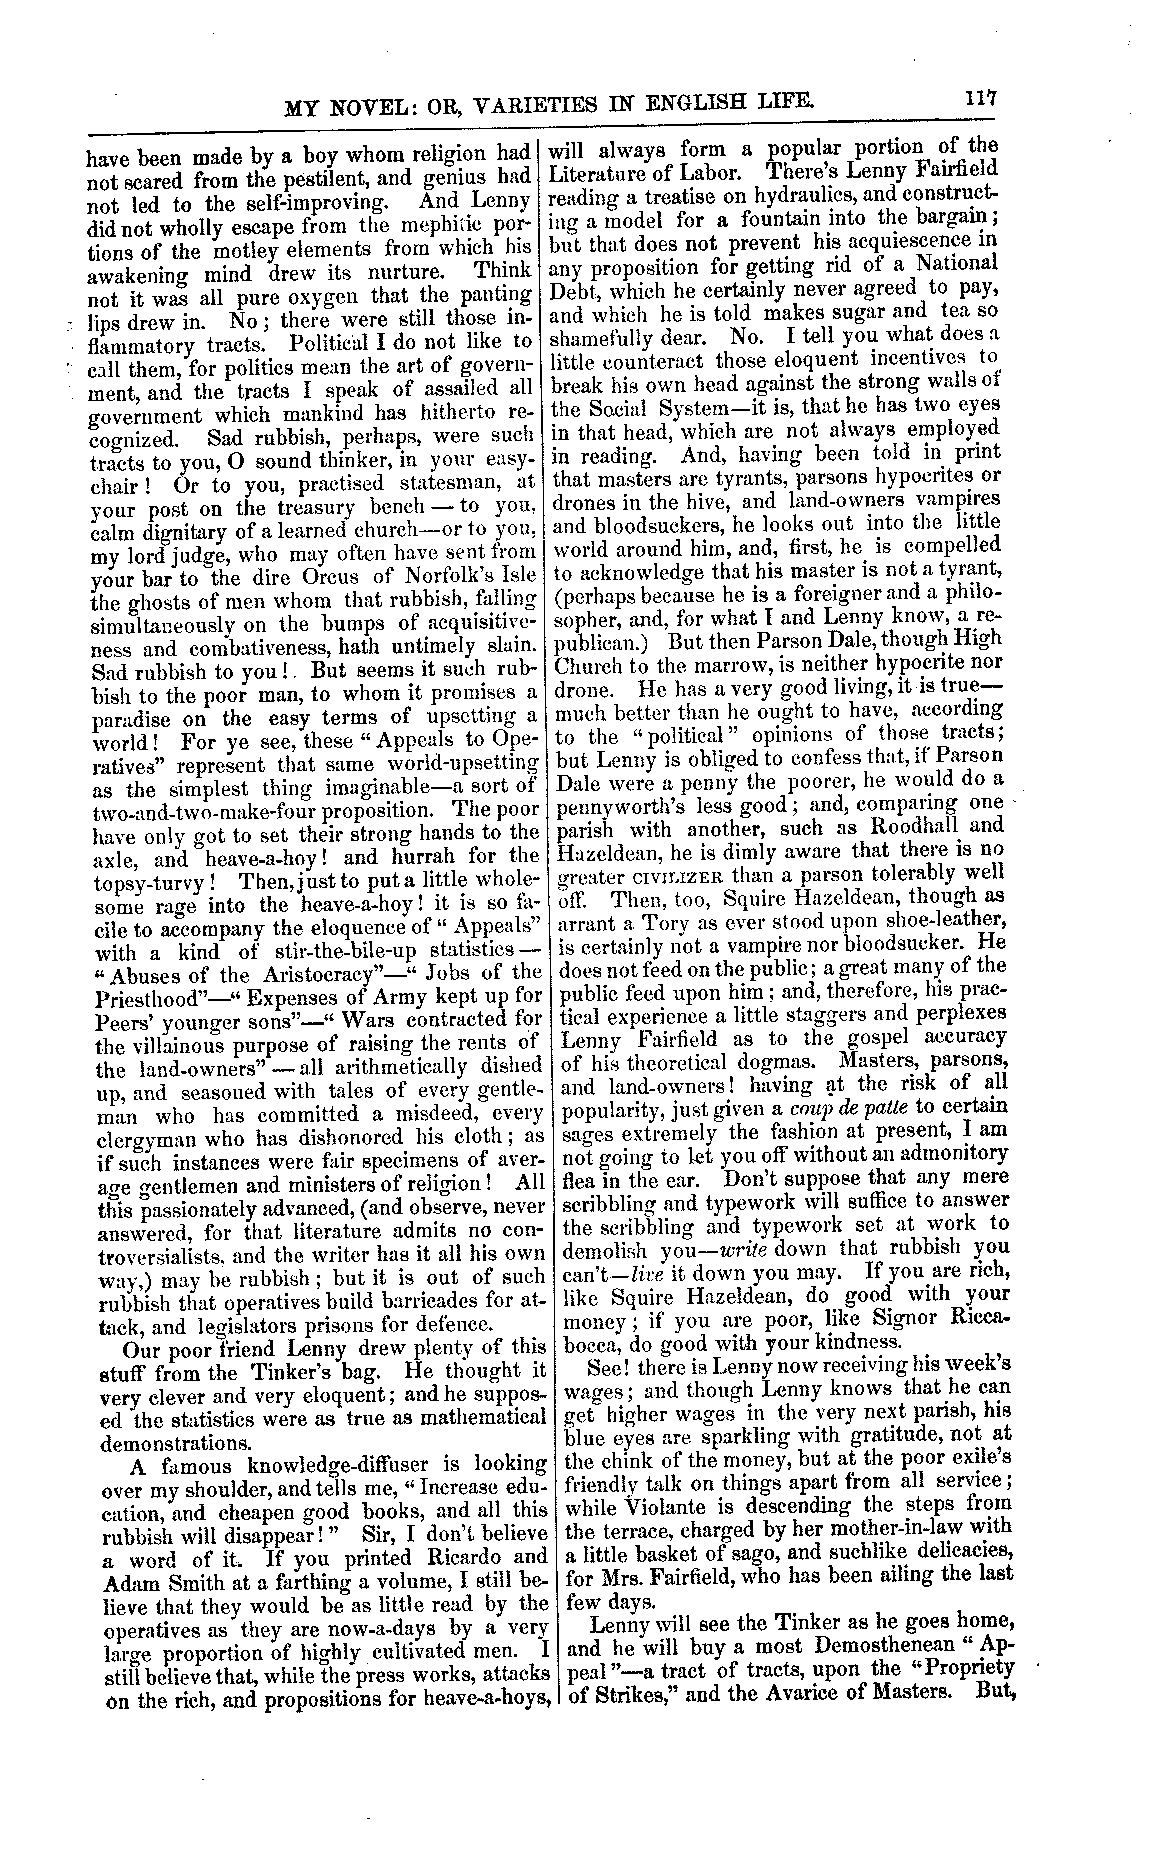 MY NOVEL: OR, VARIETIES IN ENGLISH LIFE. 117
have been made by a boy whom religion had
not scared from the pestilent, and genius had
not led to the self-improving. And Lenny
did not wholly escape from the mephitic por-
tions of the motley elements from which his
awakening mind drew its nurture. Think
not it was all pure oxygen that the panting
lips drew in. No; there were still those in-
flammatory tracts. Political I do not like to
call them, for politics mean the art of govern-
ment, and the tracts I speak of assailed all
government which mankind has hitherto re-
cognized. Sad rubbish, perhaps, were such
tracts to you, O sound thinker, in your easy-
chair! Or to you, practised statesman, at
your post on the treasury bench — to you,
calm dignitary of a learned church—or to you,
my lord judge, who may often have sent from
your bar to the dire Orcus of Norfolk's Isle
the ghosts of men whom that rubbish, falling
simultaneously on the bumps of acquisitive-
ness and combativeness, hath untimely slain.
Sad rubbish to you! But seems it such rub-
bish to the poor man, to whom it promises a
paradise on the easy terms of upsetting a
world! For ye see, these "Appeals to Ope-
ratives" represent that same world-upsetting
as the simplest thing imaginable—a sort of
two-and-two-make-four proposition. The poor
have only got to set their strong hands to the
axle, and heave-a-hoy! and hurrah for the
topsy-turvy! Then, just to put a little whole-
some rage into the heave-a-hoy! it is so fa-
cile to accompany the eloquence of "Appeals"
with a kind of stir-the-bile-up statistics —
"Abuses of the Aristocracy"—"Jobs of the
Priesthood"—"Expenses of Army kept up for
Peers' younger sons"—"Wars contracted for
the villainous purpose of raising the rents of
the land-owners" — all arithmetically dished
up, and seasoned with tales of every gentle-
man who has committed a misdeed, every
clergyman who has dishonored his cloth; as
if such instances were fair specimens of aver-
age gentlemen and ministers of religion! All
this passionately advanced, (and observe, never
answered, for that literature admits no con-
troversialists, and the writer has it all his own
way,) may be rubbish; but it is out of such
rubbish that operatives build barricades for at-
tack, and legislators prisons for defence.
Our poor friend Lenny drew plenty of this
stuff from the Tinker's bag. He thought it
very clever and very eloquent; and he suppos-
ed the statistics were as true as mathematical
demonstrations.
A famous knowledge-diffuser is looking
over my shoulder, and tells me, "Increase edu-
cation, and cheapen good books, and all this
rubbish will disappear!" Sir, I don't believe
a word of it. If you printed Ricardo and
Adam Smith at a farthing a volume, I still be-
lieve that they would be as little read by the
operatives as they are now-a-days by a very
large proportion of highly cultivated men. I
still believe that, while the press works, attacks
on the rich, and propositions for heave-a-hoys,
will always form a popular portion of the
Literature of Labor. There's Lenny Fairfield
reading a treatise on hydraulics, and construct-
ing a model for a fountain into the bargain;
but that does not prevent his acquiescence in
any proposition for getting rid of a National
Debt, which he certainly never agreed to pay,
and which he is told makes sugar and tea so
shamefully dear. No. I tell you what does a
little counteract those eloquent incentives to
break his own head against the strong walls of
the Social System—it is, that he has two eyes
in that head, which are not always employed
in reading. And, having been told in print
that masters are tyrants, parsons hypocrites or
drones in the hive, and land-owners vampires
and bloodsuckers, he looks out into the little
world around him, and, first, he is compelled
to acknowledge that his master is not a tyrant,
(perhaps because he is a foreigner and a philo-
sopher, and, for what I and Lenny know, a re-
publican.) But then Parson Dale, though High
Church to the marrow, is neither hypocrite nor
drone. He has a very good living, it is true—
much better than he ought to have, according
to the "political" opinions of those tracts;
but Lenny is obliged to confess that, if Parson
Dale were a penny the poorer, he would do a
pennyworth's less good; and, comparing one
parish with another, such as Roodhall and
Hazeldean, he is dimly aware that there is no
greater CIVILIZER than a parson tolerably well
off. Then, too, Squire Hazeldean, though as
arrant a Tory as ever stood upon shoe-leather,
is certainly not a vampire nor bloodsucker. He
does not feed on the public; a great many of the
public feed upon him; and, therefore, his prac-
tical experience a little staggers and perplexes
Lenny Fairfield as to the gospel accuracy
of his theoretical dogmas. Masters, parsons,
and land-owners! having at the risk of all
popularity, just given a coup de patte to certain
sages extremely the fashion at present, I am
not going to let you off without an admonitory
flea in the ear. Don't suppose that any mere
scribbling and typework will suffice to answer
the scribbling and typework set at work to
demolish you—write down that rubbish you
can't—live it down you may. If you are rich,
like Squire Hazeldean, do good with your
money; if you are poor, like Signor Ricca-
bocca, do good with your kindness.
See! there is Lenny now receiving his week's
wages; and though Lenny knows that he can
get higher wages in the very next parish, his
blue eyes are sparkling with gratitude, not at
the chink of the money, but at the poor exile's
friendly talk on things apart from all service;
while Violante is descending the steps from
the terrace, charged by her mother-in-law with
a little basket of sago, and suchlike delicacies,
for Mrs. Fairfield, who has been ailing the last
few days.
Lenny will see the Tinker as he goes home,
and he will buy a most Demosthenean "Ap-
peal"—a tract of tracts, upon the "Propriety
of Strikes," and the Avarice of Masters. But,